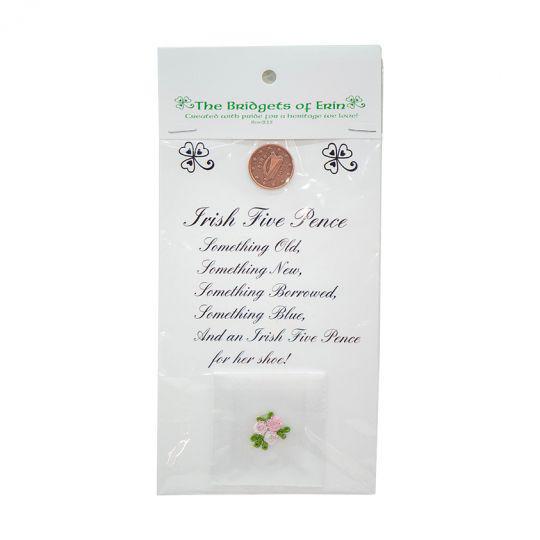 The Bridgets of Erin
Created with pride for a heritage we love!
Irish Five Pence
Something Old,
Something New,
Something Borrowed,
Something Blue,
And an Irish Five Pence
for her shoe!